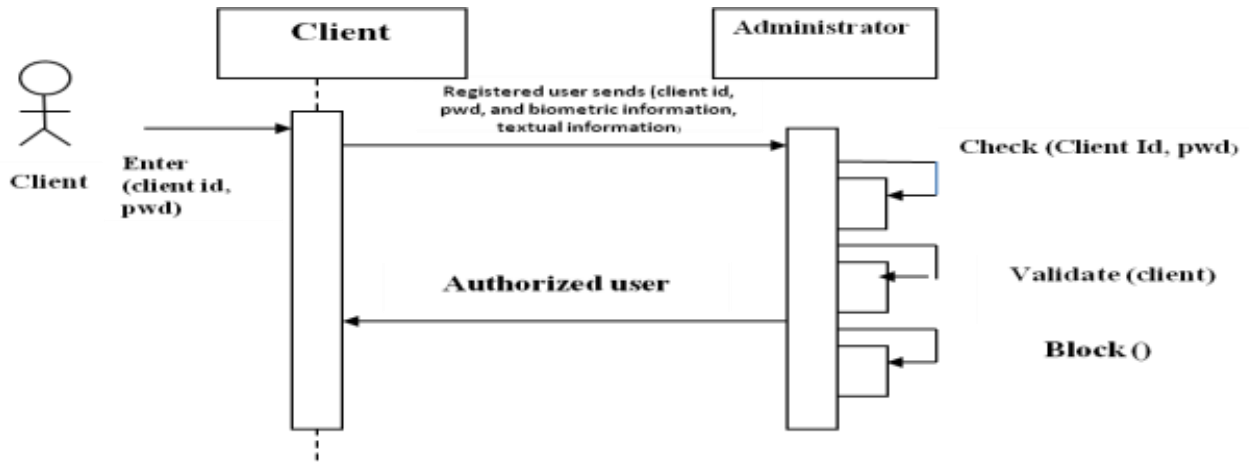 Client
Administrator
Registered user sends (client id,
pwd, and biometric information,
textual information)
Check (Client Id, pwd)
Enter
(client id,
pwd)
Client
Validate (client)
Authorized user
Block ()